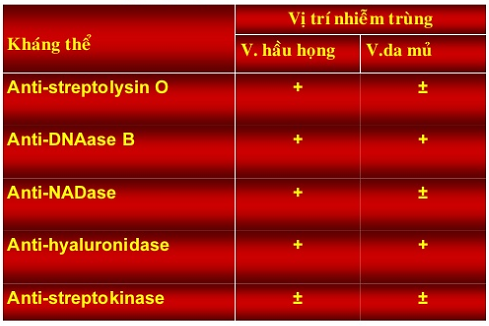 Kháng thể
Vị trí nhiễm trùng
V. hầu họng V.da mủ
Anti-streptolysin O + ±
Anti-DNAase B + +
Anti-NADase + ±
Anti-hyaluronidase + +
Anti-streptokinase ± ±